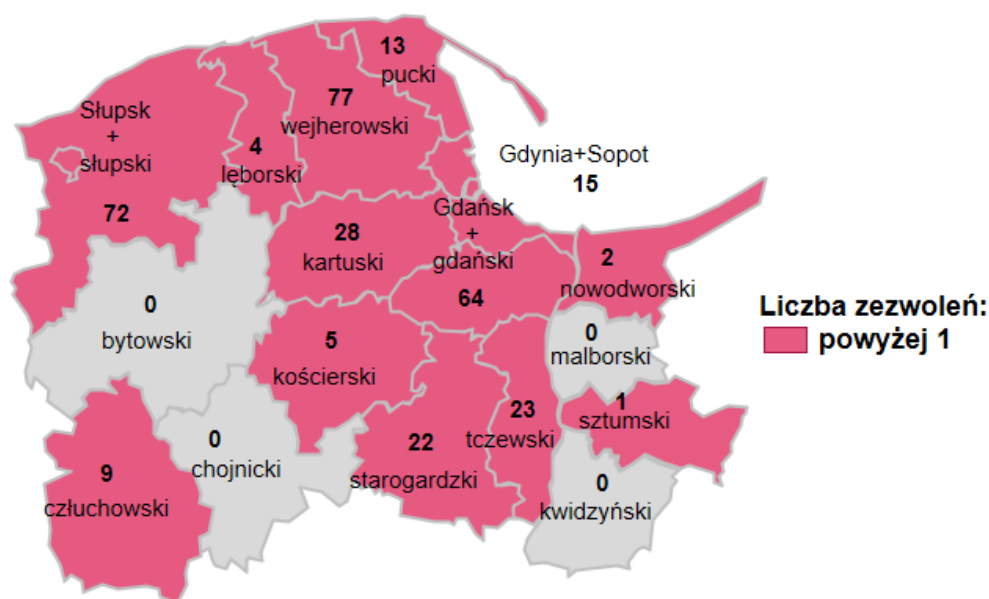 13
pucki
77
wejherowski
Słupsk
+
słupski
72
4
lęborski
Gdynia+Sopot
15
28
kartuski
Gdańsk
+
gdański
64
2
nowodworski
0
bytowski
5
kościerski
0
malborski
1
sztumski
23
tczewski
22
starogardzki
0
chojnicki
9
człuchowski
0
kwidzyński
Liczba zezwoleń:
powyżej 1